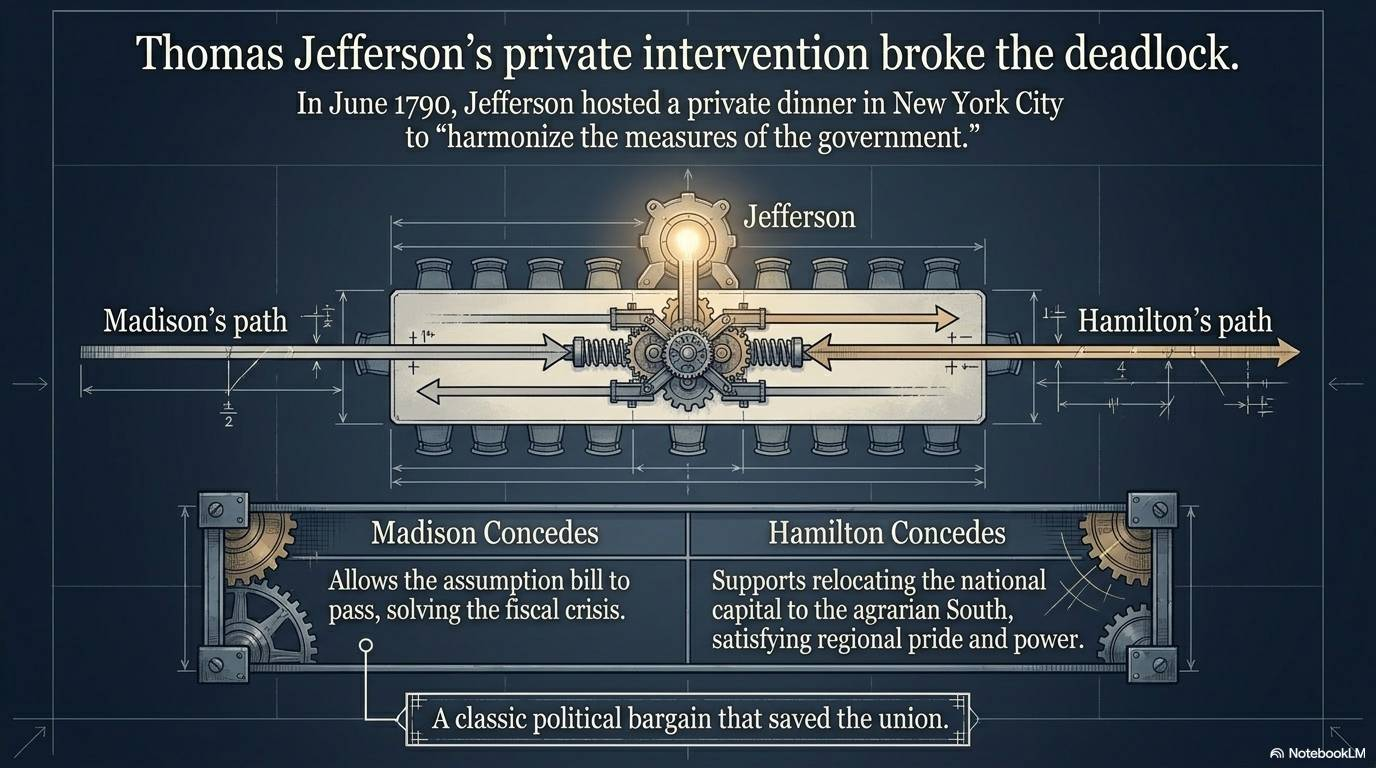 Thomas Jefferson’s private intervention broke the deadlock.
In June 1790, Jefferson hosted a private dinner in New York City
to “harmonize the measures of the government.”
Jefferson
Madison’s path
Hamilton’s path
Madison Concedes
Allows the assumption bill to
pass, solving the fiscal crisis.
Hamilton Concedes
Supports relocating the national
capital to the agrarian South,
satisfying regional pride and power.
A classic political bargain that saved the union.
NotebookLM